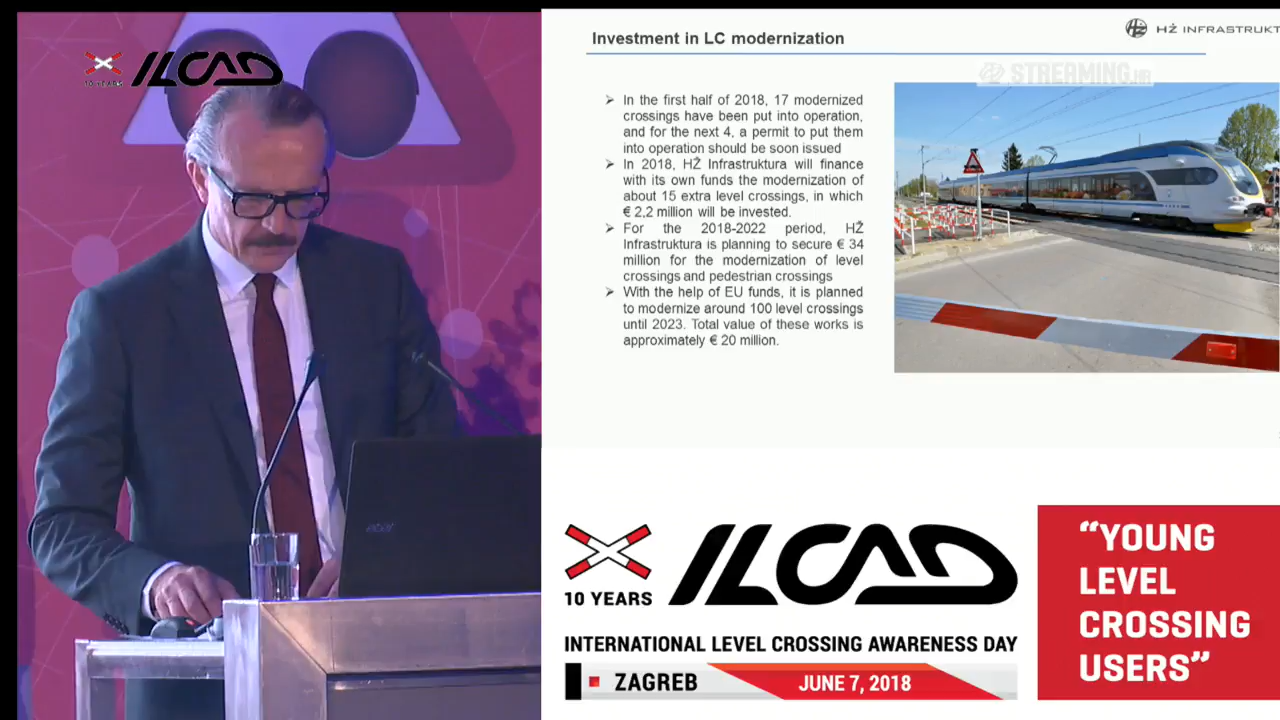 10 YEARS
ILCAD
Investment in LC modernization
HŽ INFRASTRUKT
STREAMING.HR
➢ In the first half of 2018, 17 modernized
crossings have been put into operation,
and for the next 4, a permit to put them
into operation should be soon issued
➢ In 2018, HŽ Infrastruktura will finance
with its own funds the modernization of
about 15 extra level crossings, in which
€ 2,2 million will be invested.
➢ For the 2018-2022 period, HŽ
Infrastruktura is planning to secure € 34
million for the modernization of level
crossings and pedestrian crossings
➢ With the help of EU funds, it is planned
to modernize around 100 level crossings
until 2023. Total value of these works is
approximately € 20 million.
acer
10 YEARS
ILCAD
INTERNATIONAL LEVEL CROSSING AWARENESS DAY
ZAGREB
JUNE 7, 2018
“YOUNG
LEVEL
CROSSING
USERS”